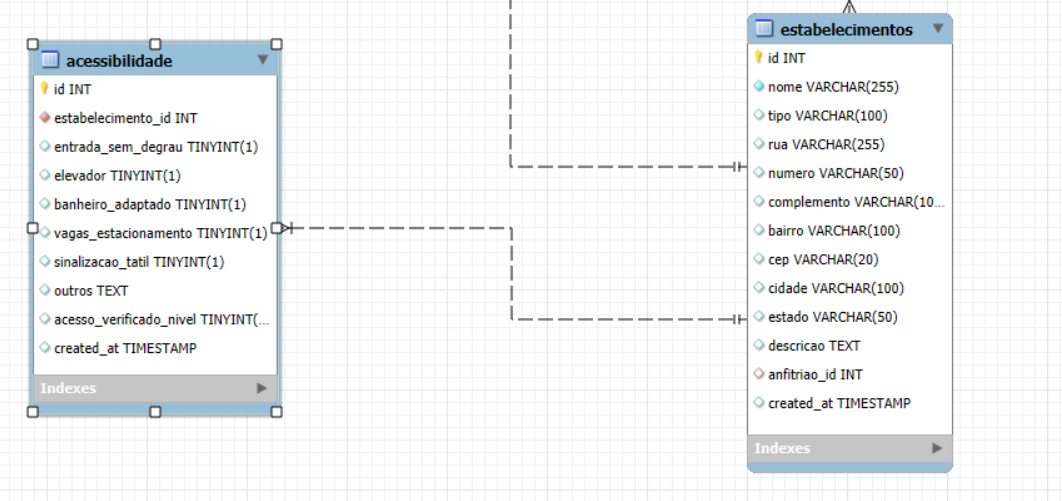 acessibilidade
id INT
estabelecimento_id INT
entrada_sem_degrau TINYINT(1)
elevador TINYINT(1)
banheiro_adaptado TINYINT(1)
vagas_estacionamento TINYINT(1)
sinalizacao_tatil TINYINT(1)
outros TEXT
acesso_verificado_nivel TINYINT(...
created_at TIMESTAMP
Indexes
estabelecimentos
id INT
nome VARCHAR(255)
tipo VARCHAR(100)
rua VARCHAR(255)
numero VARCHAR(50)
complemento VARCHAR(10...
bairro VARCHAR(100)
cep VARCHAR(20)
cidade VARCHAR(100)
estado VARCHAR(50)
descricao TEXT
anfitriao_id INT
created_at TIMESTAMP
Indexes